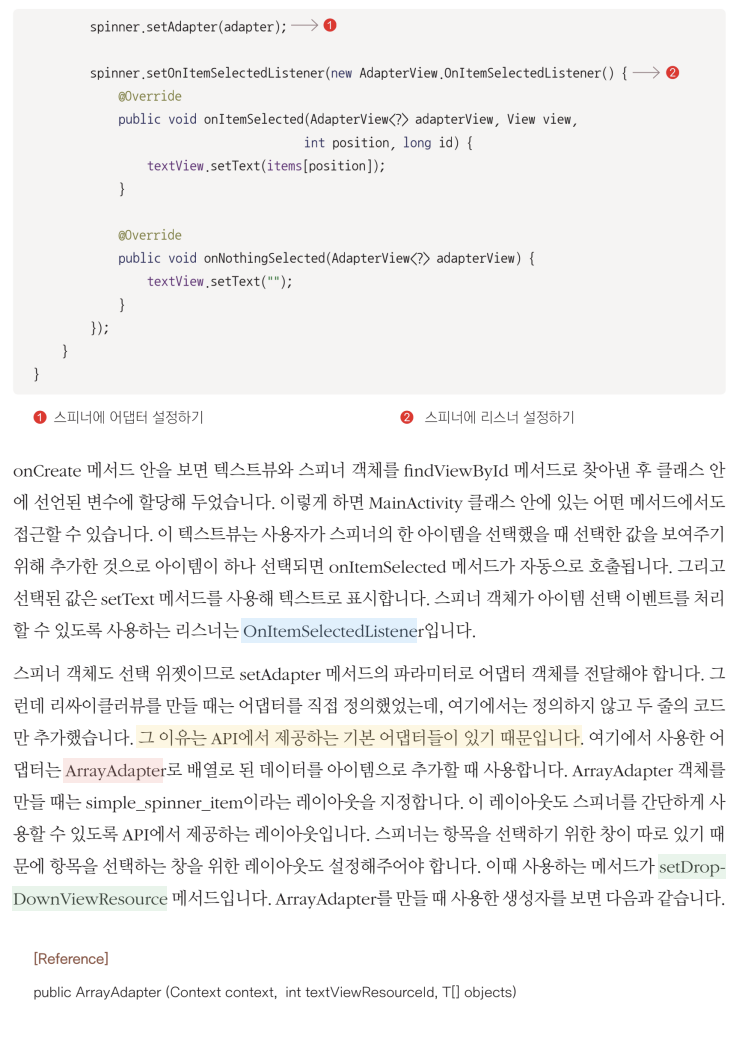 spinner.setAdapter(adapter); ⟶ ❶
spinner.setOnItemSelectedListener(new AdapterView.OnItemSelectedListener() { ⟶ ❷
@Override
public void onItemSelected(AdapterView<?> adapterView, View view,
int position, long id) {
textView.setText(items[position]);
}
@Override
public void onNothingSelected(AdapterView<?> adapterView) {
textView.setText("");
}
});
}
}
❶ 스피너에 어댑터 설정하기 ❷ 스피너에 리스너 설정하기
onCreate 메서드 안을 보면 텍스트뷰와 스피너 객체를 findViewById 메서드로 찾아낸 후 클래스 안
에 선언된 변수에 할당해 두었습니다. 이렇게 하면 MainActivity 클래스 안에 있는 어떤 메서드에서도
접근할 수 있습니다. 이 텍스트뷰는 사용자가 스피너의 한 아이템을 선택했을 때 선택한 값을 보여주기
위해 추가한 것으로 아이템이 하나 선택되면 onItemSelected 메서드가 자동으로 호출됩니다. 그리고
선택된 값은 setText 메서드를 사용해 텍스트로 표시합니다. 스피너 객체가 아이템 선택 이벤트를 처리
할 수 있도록 사용하는 리스너는 OnItemSelectedListener입니다.
스피너 객체도 선택 위젯이므로 setAdapter 메서드의 파라미터로 어댑터 객체를 전달해야 합니다. 그
런데 리싸이클러뷰를 만들 때는 어댑터를 직접 정의했었는데, 여기에서는 정의하지 않고 두 줄의 코드
만 추가했습니다. 그 이유는 API에서 제공하는 기본 어댑터들이 있기 때문입니다. 여기에서 사용한 어
댑터는 ArrayAdapter로 배열로 된 데이터를 아이템으로 추가할 때 사용합니다. ArrayAdapter 객체를
만들 때는 simple_spinner_item이라는 레이아웃을 지정합니다. 이 레이아웃도 스피너를 간단하게 사
용할 수 있도록 API에서 제공하는 레이아웃입니다. 스피너는 항목을 선택하기 위한 창이 따로 있기 때
문에 항목을 선택하는 창을 위한 레이아웃도 설정해주어야 합니다. 이때 사용하는 메서드가 setDrop-
DownViewResource 메서드입니다. ArrayAdapter를 만들 때 사용한 생성자를 보면 다음과 같습니다.
[Reference]
public ArrayAdapter (Context context, int textViewResourceId, T[] objects)